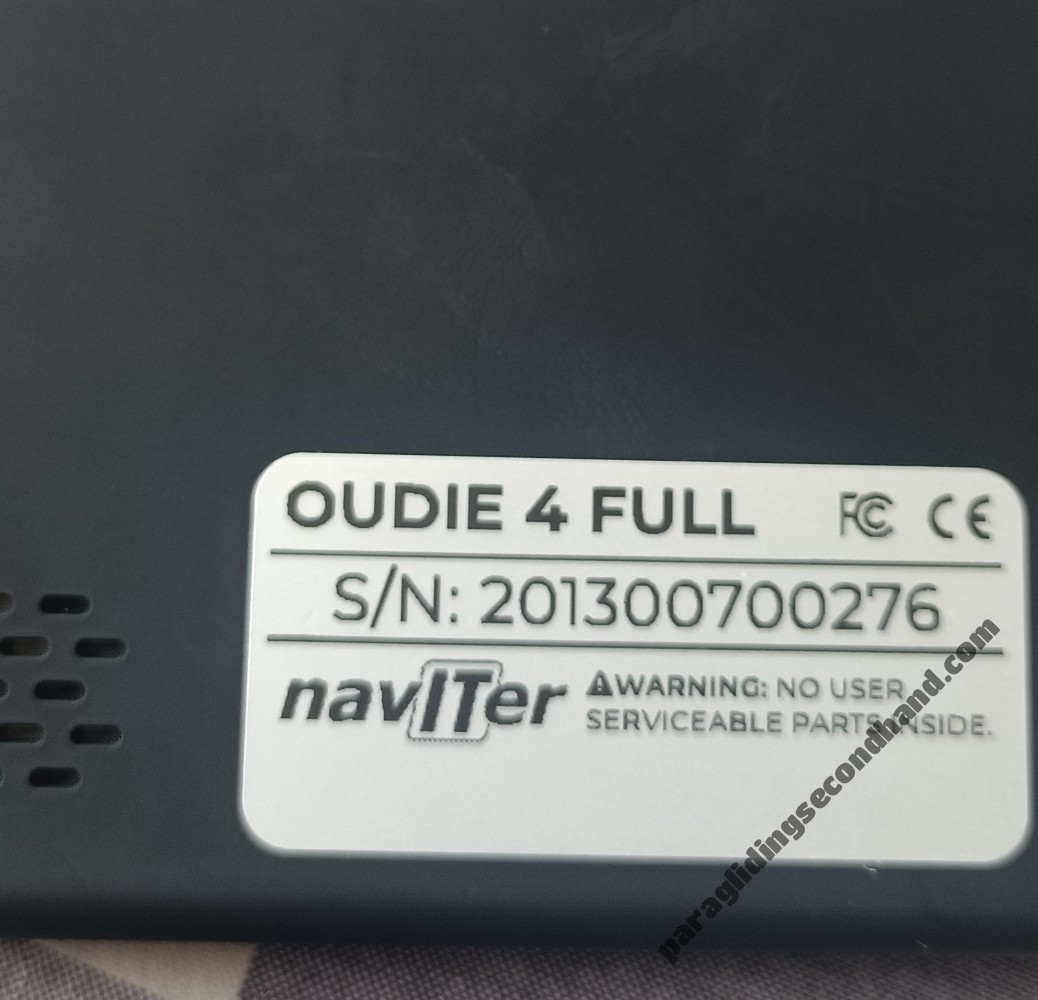 OUDIE 4 FULL FC CE
S/N: 201300700276
navITer
⚠WARNING: NO USER
SERVICEABLE PARTS INSIDE.
paraglidingsecondhand.com